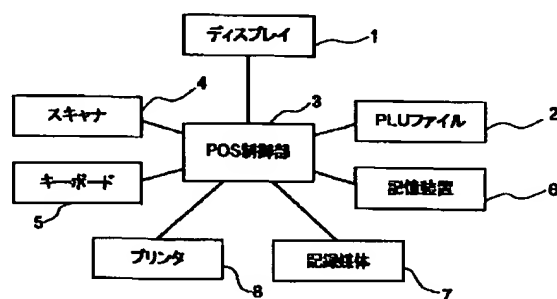 ディスプレイ
1
スキャナ
4
3
PLUファイル
2
POS制御部
キーボード
5
記憶装置
6
プリンタ
8
記録媒体
7